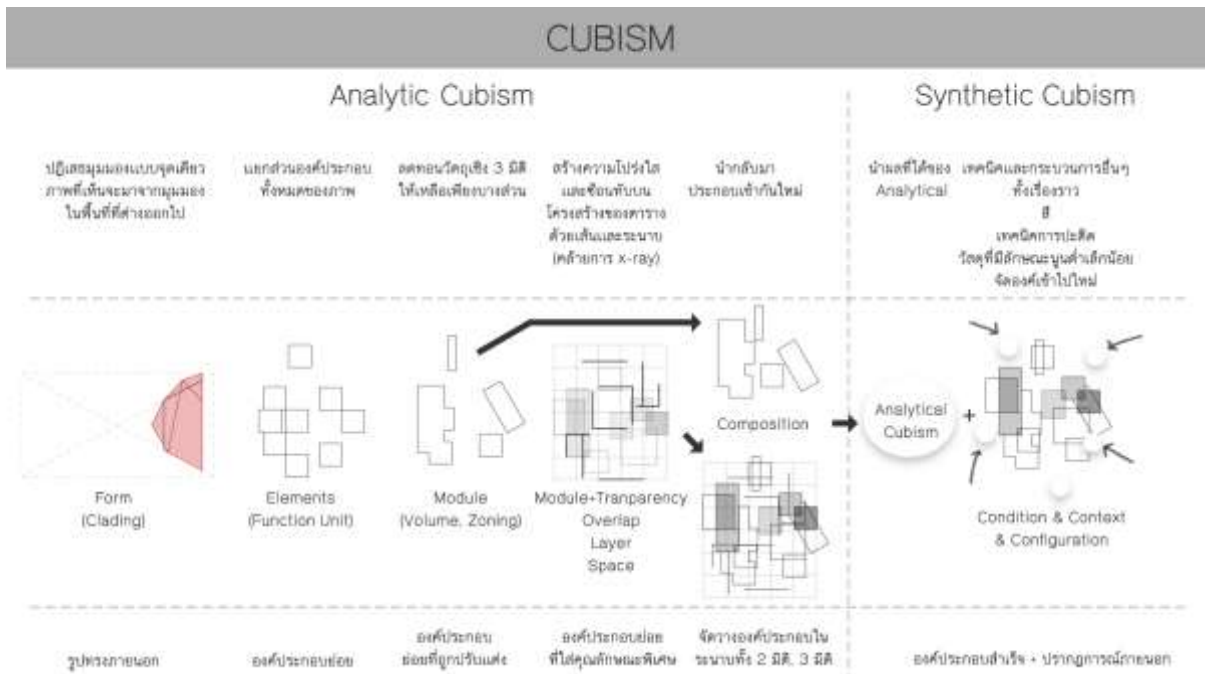 CUBISM
Analytic Cubism
Synthetic Cubism
ปฏิเสธมุมมองแบบจุดเดียว
ภาพที่เห็นจะมาจากมุมมอง
ในพื้นที่ที่ต่างออกไป
แยกส่วนองค์ประกอบ
ทั้งหมดของภาพ
ลดทอนวัตถุเชิง 3 มิติ
ให้เหลือเพียงบางส่วน
สร้างความโปร่งใส
และซ้อนทับบน
โครงสร้างของตาราง
ด้วยเส้นและระนาบ
(คล้ายการ x-ray)
นำกลับมา
ประกอบเข้ากันใหม่
นำผลที่ได้ของ
Analytical
เทคนิคและกระบวนการอื่นๆ
ทั้งเรื่องราว
สี
เทคนิคการปะติด
วัสดุที่มีลักษณะนูนต่ำเล็กน้อย
จัดองค์เข้าไปใหม่
Form
(Clading)
Elements
(Function Unit)
Module
(Volume, Zoning)
Module+Tranparency
Overlap
Layer
Space
Composition
Analytical
Cubism
+
Condition & Context
& Configuration
รูปทรงภายนอก
องค์ประกอบย่อย
องค์ประกอบ
ย่อยที่ถูกปรับแต่ง
องค์ประกอบย่อย
ที่ใส่คุณลักษณะพิเศษ
จัดวางองค์ประกอบใน
ระนาบทั้ง 2 มิติ, 3 มิติ
องค์ประกอบสำเร็จ + ปรากฏการณ์ภายนอก